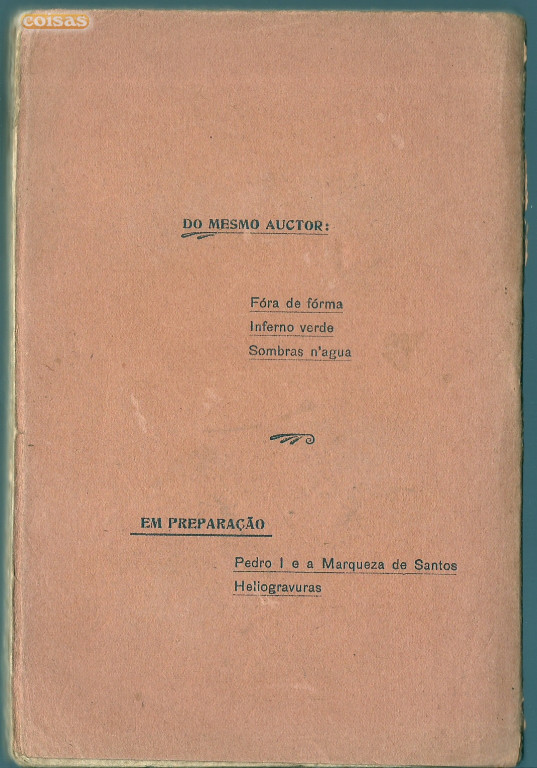 coisas
DO MESMO AUCTOR:
Fóra de fórma
Inferno verde
Sombras n'agua
EM PREPARAÇÃO
Pedro I e a Marqueza de Santos
Heliogravuras